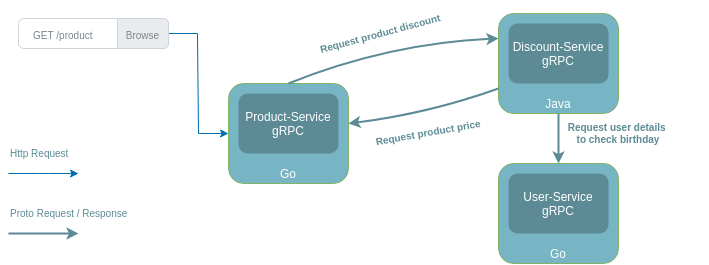 GET /product
Browse
Request product discount
Discount-Service
gRPC
Java
Product-Service
gRPC
Go
Request product price
Request user details
to check birthday
Http Request
User-Service
gRPC
Go
Proto Request / Response